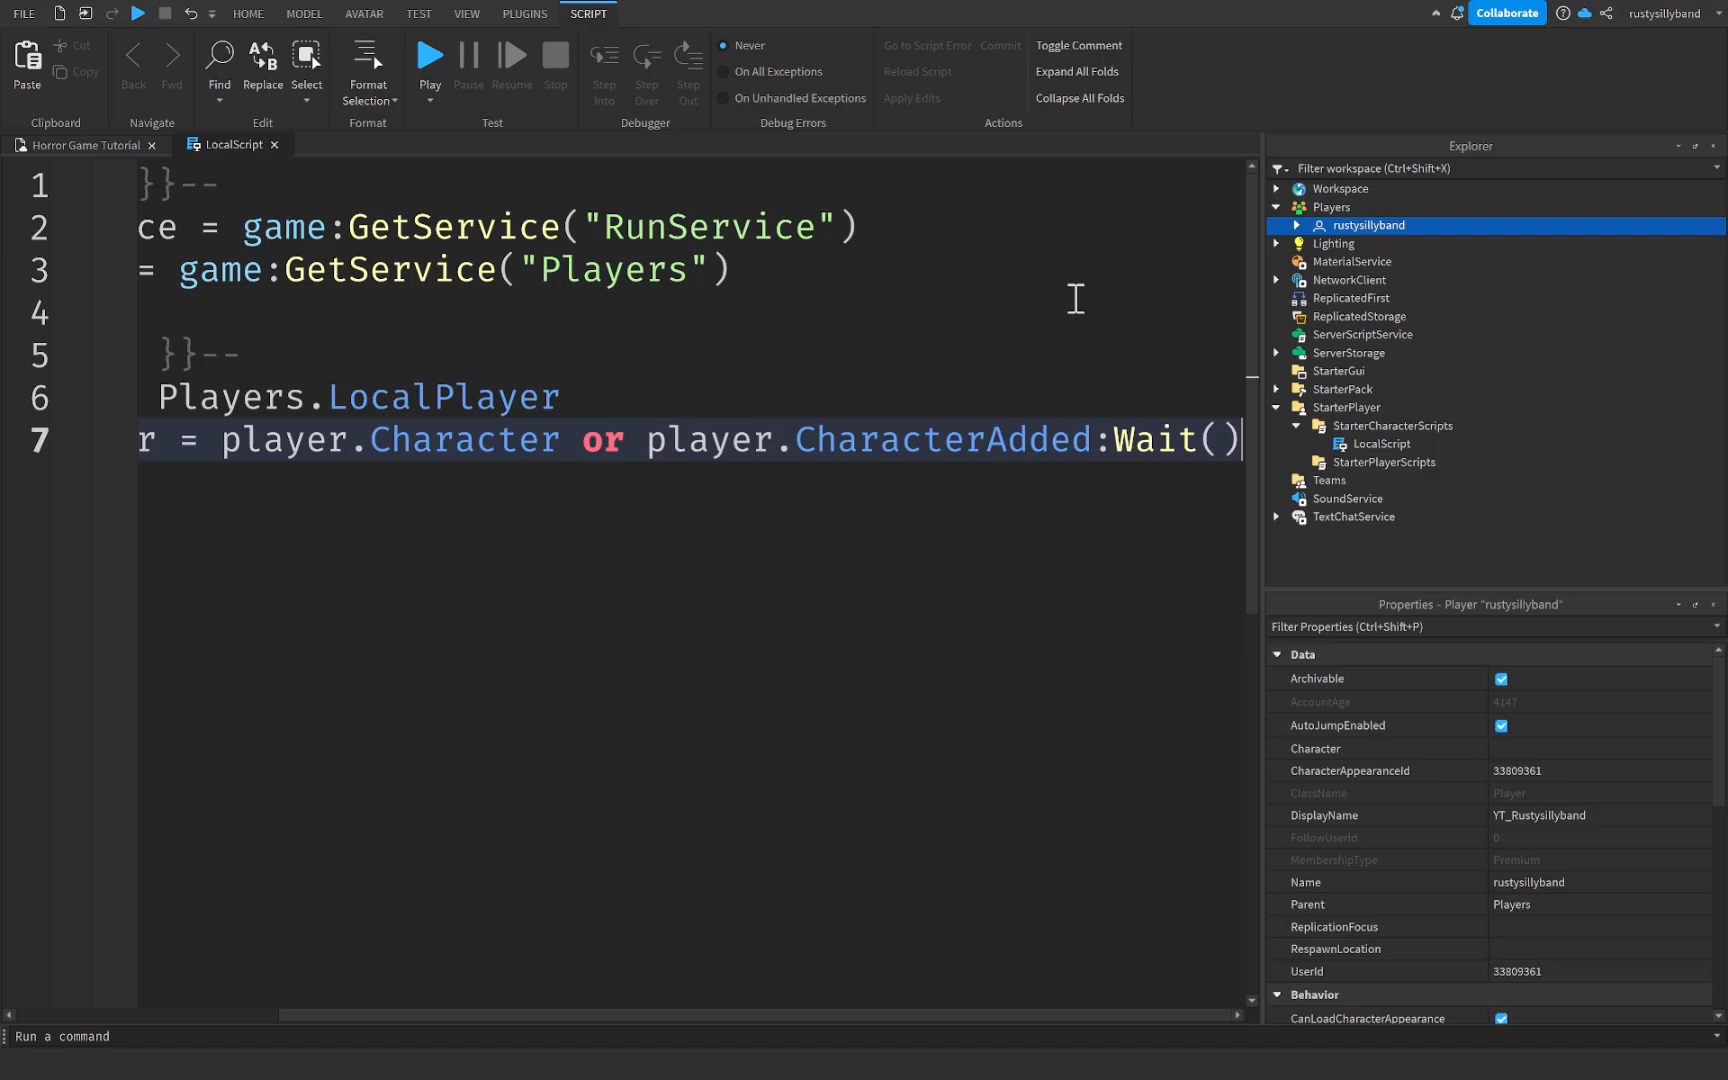 FILE HOME MODEL AVATAR TEST VIEW PLUGINS SCRIPT Collaborate rustysillyband
Paste Cut Copy Clipboard
Back Fwd Navigate
Find Replace Select Edit
Format Selection Format
Play Pause Resume Stop Test
Step Into Step Over Step Out Debugger
Never
On All Exceptions
On Unhandled Exceptions
Debug Errors
Go to Script Error Commit
Reload Script
Apply Edits
Toggle Comment
Expand All Folds
Collapse All Folds
Actions
Horror Game Tutorial LocalScript
1 }}--
2 ce = game:GetService("RunService")
3 = game:GetService("Players")
4
5 }}--
6 Players.LocalPlayer
7 r = player.Character or player.CharacterAdded:Wait()
Explorer
Filter workspace (Ctrl+Shift+X)
Workspace
Players
rustysillyband
Lighting
MaterialService
NetworkClient
ReplicatedFirst
ReplicatedStorage
ServerScriptService
ServerStorage
StarterGui
StarterPack
StarterPlayer
StarterCharacterScripts
LocalScript
StarterPlayerScripts
Teams
SoundService
TextChatService
Properties - Player "rustysillyband"
Filter Properties (Ctrl+Shift+P)
Data
Archivable
AccountAge 4147
AutoJumpEnabled
Character
CharacterAppearanceId 33809361
ClassName Player
DisplayName YT_Rustysillyband
FollowUserId 0
MembershipType Premium
Name rustysillyband
Parent Players
ReplicationFocus
RespawnLocation
UserId 33809361
Behavior
CanLoadCharacterAppearance
Run a command